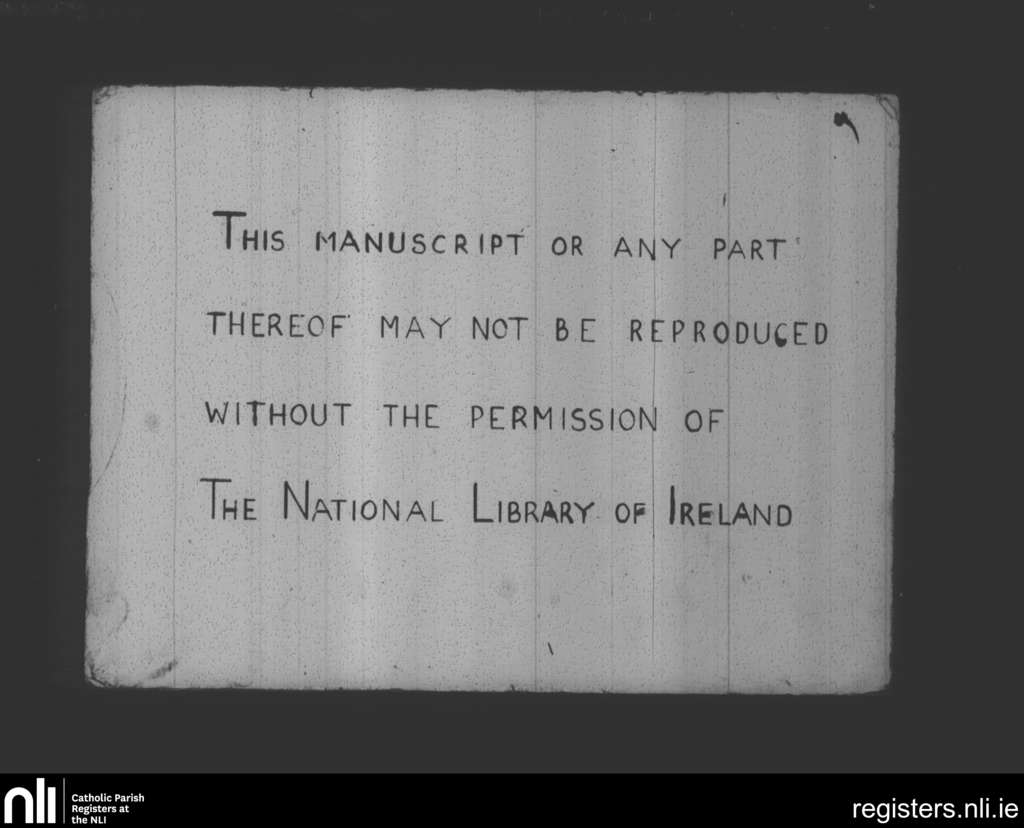 THIS MANUSCRIPT OR ANY PART
THEREOF MAY NOT BE REPRODUCED
WITHOUT THE PERMISSION OF
THE NATIONAL LIBRARY OF IRELAND
nli
Catholic Parish
Registers at
the NLI
registers.nli.ie